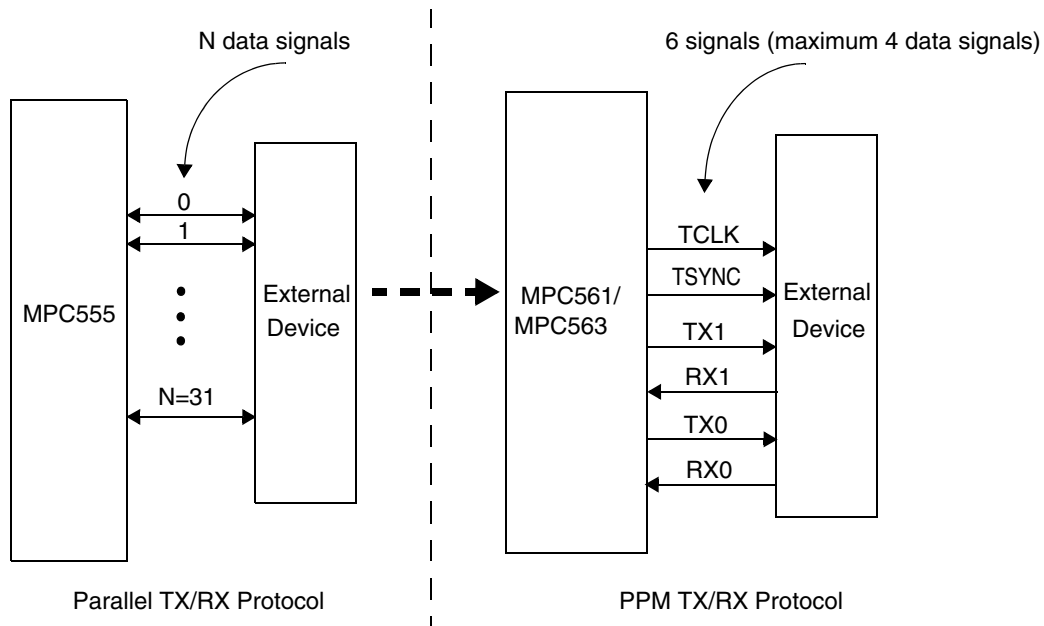 N data signals
MPC555
0
1
N=31
External
Device
Parallel TX/RX Protocol
6 signals (maximum 4 data signals)
MPC561/
MPC563
TCLK
TSYNC
TX1
RX1
TX0
RX0
External
Device
PPM TX/RX Protocol